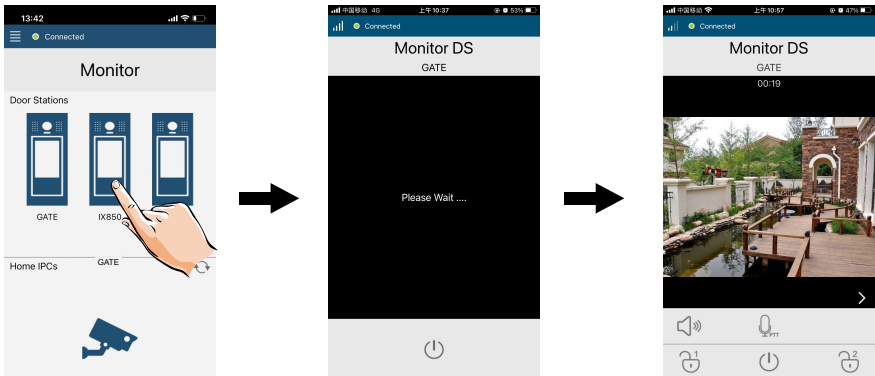 13:42
Connected
Monitor
Door Stations
GATE
IX850
GATE
Home IPCs
中国移动 4G 上午10:37 53%
Connected
Monitor DS
GATE
Please Wait ....
中国移动 上午10:57 47%
Connected
Monitor DS
GATE
00:19
PTT
1
2